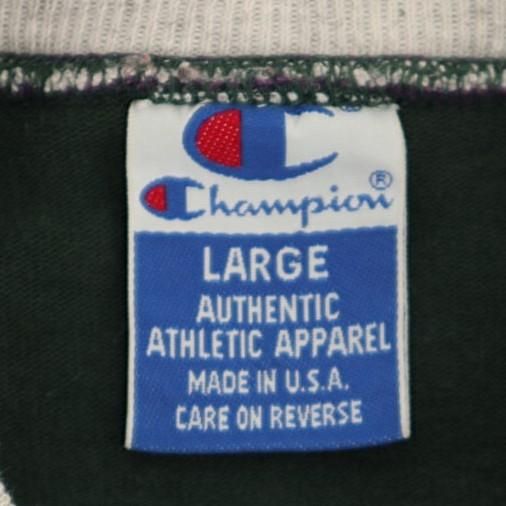 Champion®
LARGE
AUTHENTIC
ATHLETIC APPAREL
MADE IN U.S.A.
CARE ON REVERSE